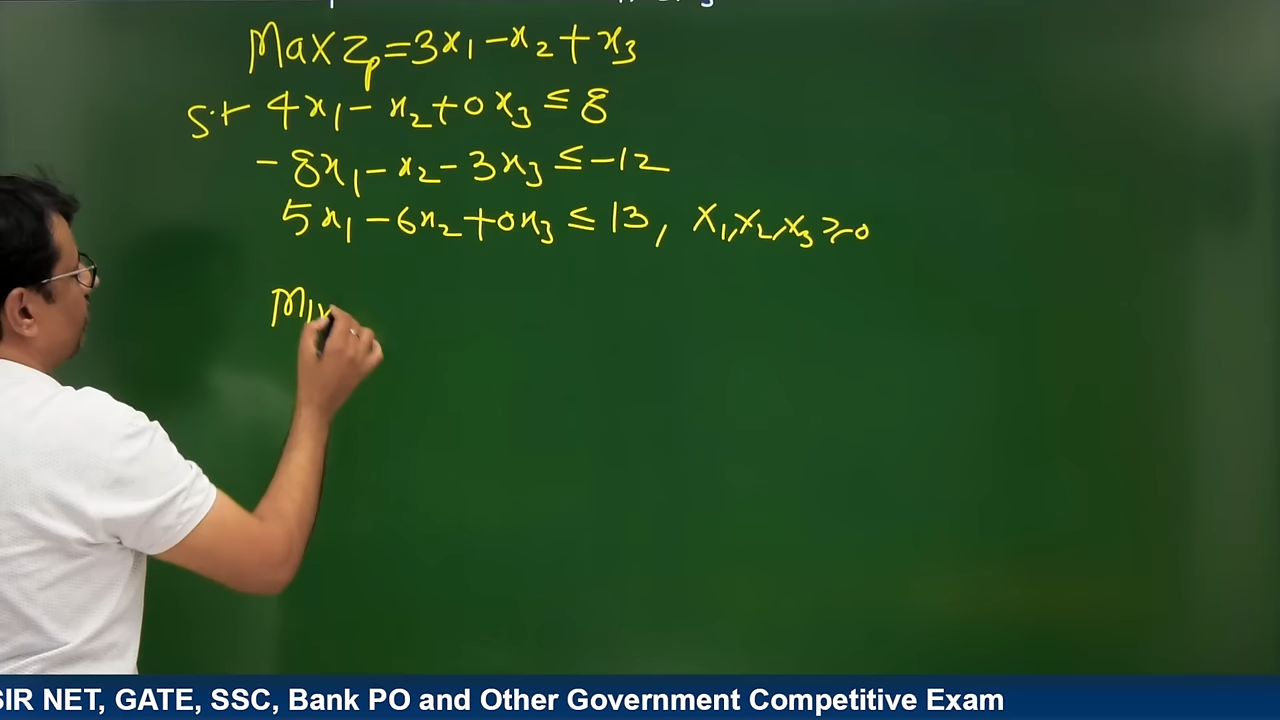 Max Zp = 3x₁ - x₂ + x₃
S.t 4x₁ - x₂ + 0x₃ ≤ 8
- 8x₁ - x₂ - 3x₃ ≤ -12
5x₁ - 6x₂ + 0x₃ ≤ 13, x₁, x₂, x₃ ≥ 0
SIR NET, GATE, SSC, Bank PO and Other Government Competitive Exam